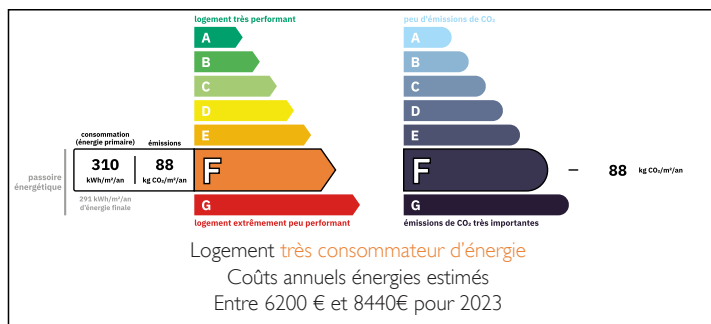 logement très performant
A
B
C
D
E
consommation
(énergie primaire)
émissions
310
kWh/m²/an
88
kg CO₂/m²/an
F
passoire
énergétique
291 kWh/m²/an
d'énergie finale
G
logement extrêmement peu performant
peu d'émissions de CO₂
A
B
C
D
E
F
88 kg CO₂/m²/an
G
émissions de CO₂ très importantes
Logement très consommateur d'énergie
Coûts annuels énergies estimés
Entre 6200 € et 8440€ pour 2023